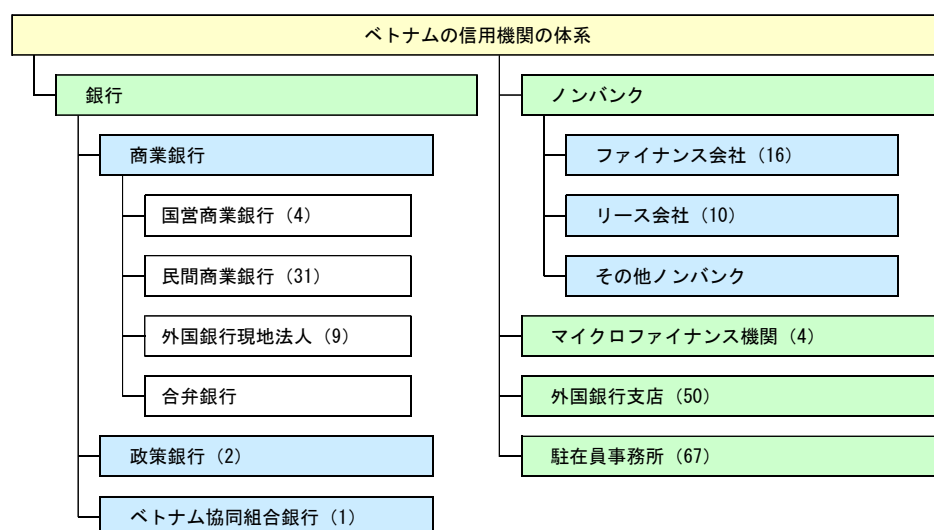 ベトナムの信用機関の体系
銀行
商業銀行
国営商業銀行（4）
民間商業銀行（31）
外国銀行現地法人（9）
合弁銀行
政策銀行（2）
ベトナム協同組合銀行（1）
ノンバンク
ファイナンス会社（16）
リース会社（10）
その他ノンバンク
マイクロファイナンス機関（4）
外国銀行支店（50）
駐在員事務所（67）